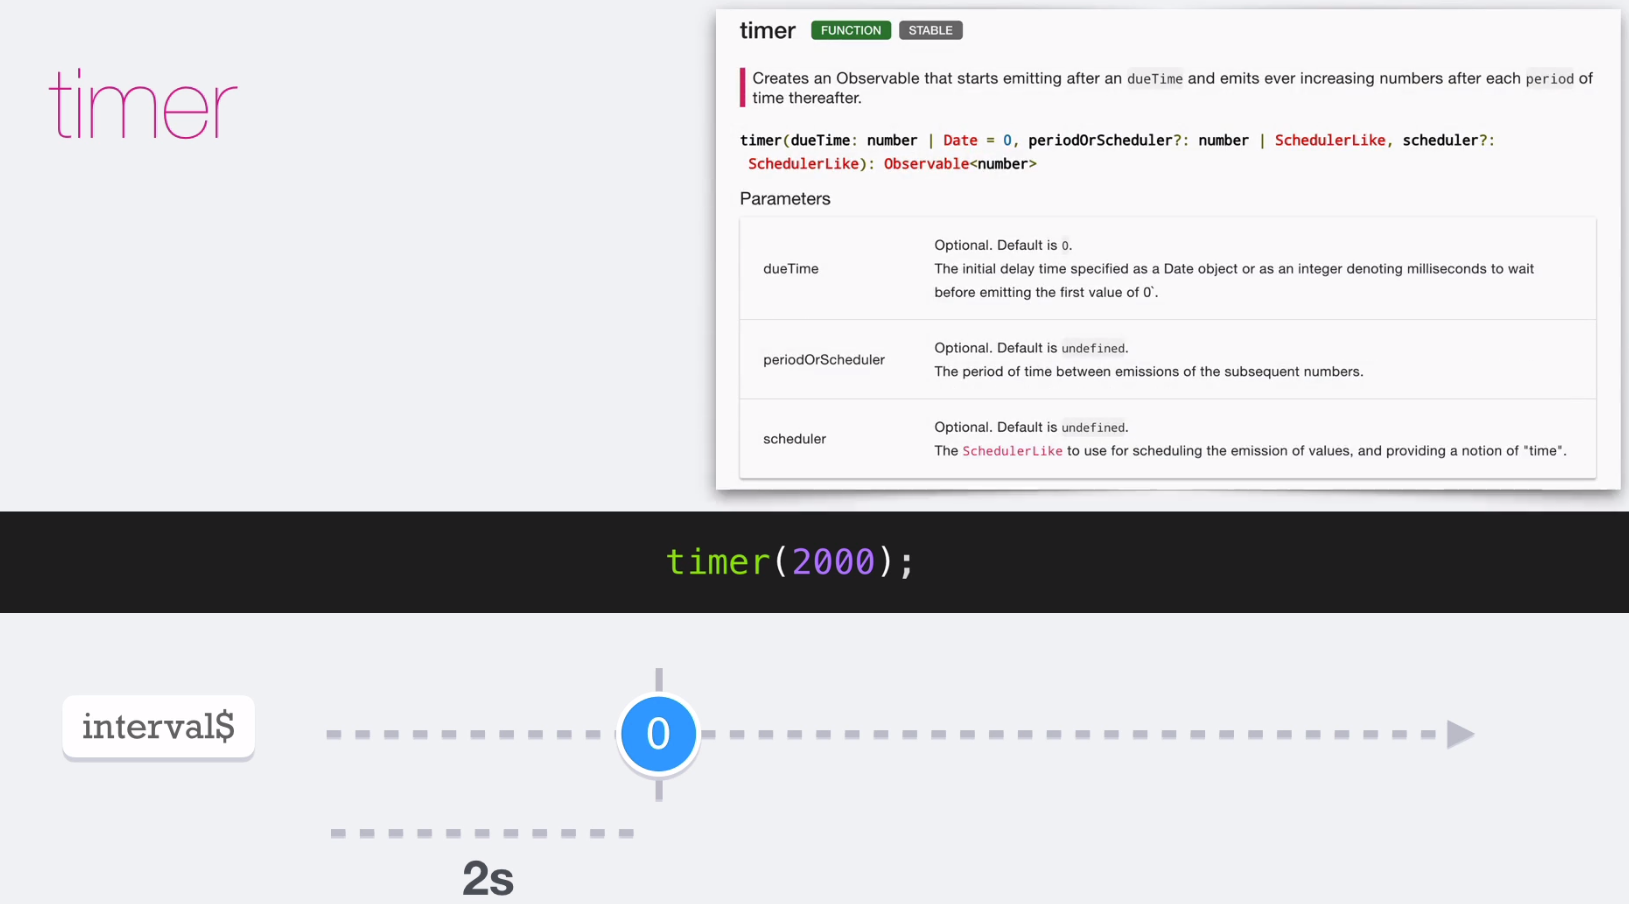 timer
timer FUNCTION STABLE
Creates an Observable that starts emitting after an dueTime and emits ever increasing numbers after each period of
time thereafter.
timer(dueTime: number | Date = 0, periodOrScheduler?: number | SchedulerLike, scheduler?:
SchedulerLike): Observable<number>
Parameters
dueTime
Optional. Default is 0.
The initial delay time specified as a Date object or as an integer denoting milliseconds to wait
before emitting the first value of 0`.
periodOrScheduler
Optional. Default is undefined.
The period of time between emissions of the subsequent numbers.
scheduler
Optional. Default is undefined.
The SchedulerLike to use for scheduling the emission of values, and providing a notion of "time".
timer(2000);
interval$
0
2s